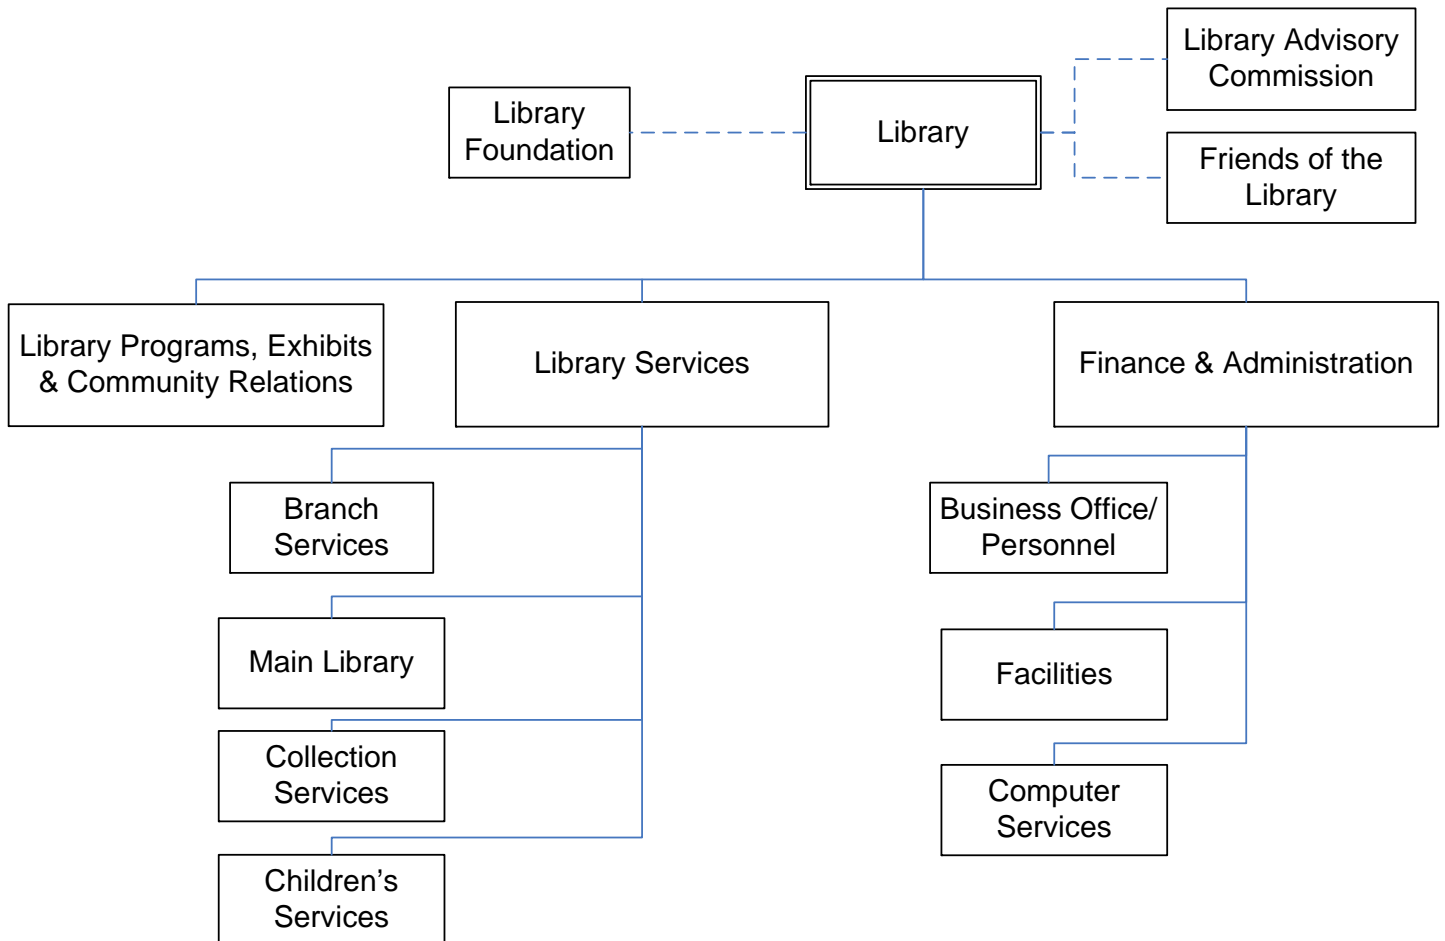 Library Advisory
Commission
Library
Foundation
Library
Friends of the
Library
Library Programs, Exhibits
& Community Relations
Library Services
Finance & Administration
Branch
Services
Business Office/
Personnel
Main Library
Facilities
Collection
Services
Computer
Services
Children’s
Services